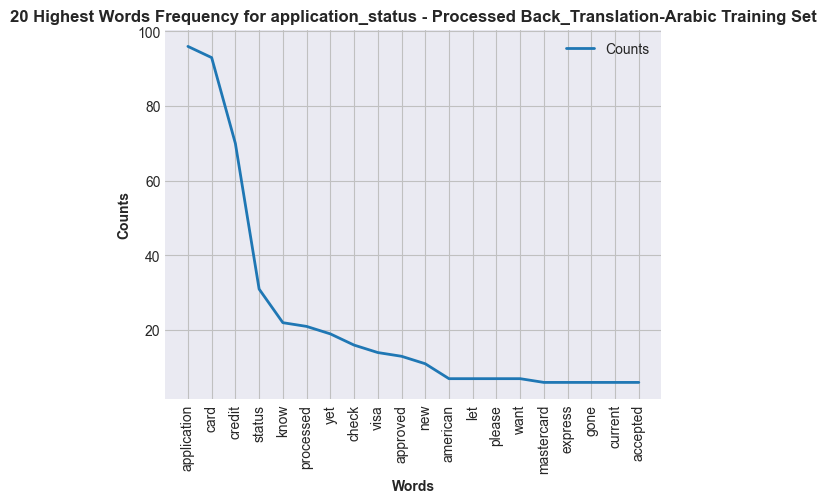 20 Highest Words Frequency for application_status - Processed Back_Translation-Arabic Training Set
100
80
60
40
20
Counts
Counts
application
card
credit
status
know
processed
yet
check
visa
approved
new
american
let
please
want
mastercard
express
gone
current
accepted
Words